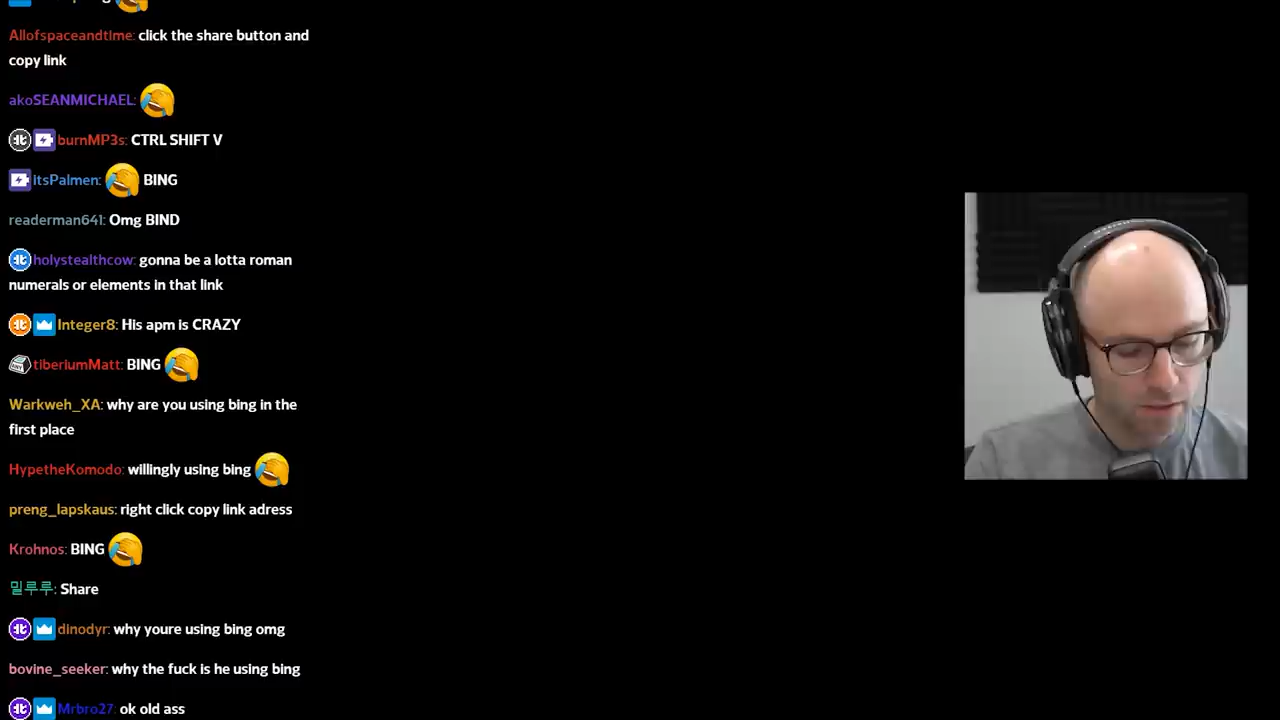 Allofspaceandtime: click the share button and
copy link
akoSEANMICHAEL:
burnMP3s: CTRL SHIFT V
itsPalmen: BING
readerman641: Omg BIND
holystealthcow: gonna be a lotta roman
numerals or elements in that link
Integer8: His apm is CRAZY
tiberiumMatt: BING
Warkweh_XA: why are you using bing in the
first place
HypetheKomodo: willingly using bing
preng_lapskaus: right click copy link adress
Krohnos: BING
밀루루: Share
dinodyr: why youre using bing omg
bovine_seeker: why the fuck is he using bing
Mrbro27: ok old ass